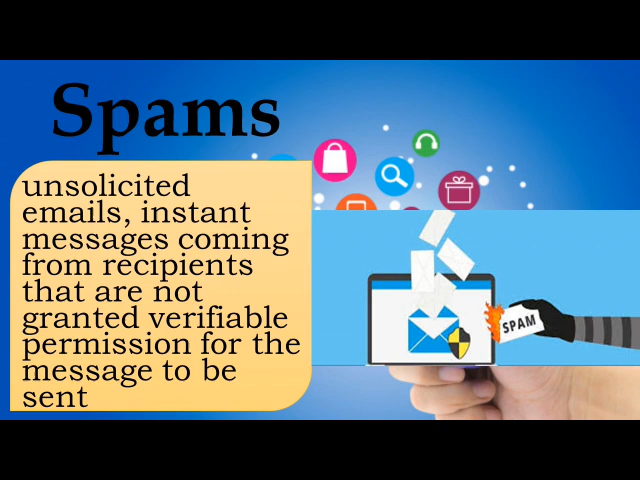 Spams
unsolicited
emails, instant
messages coming
from recipients
that are not
granted verifiable
permission for the
message to be
sent
SPAM